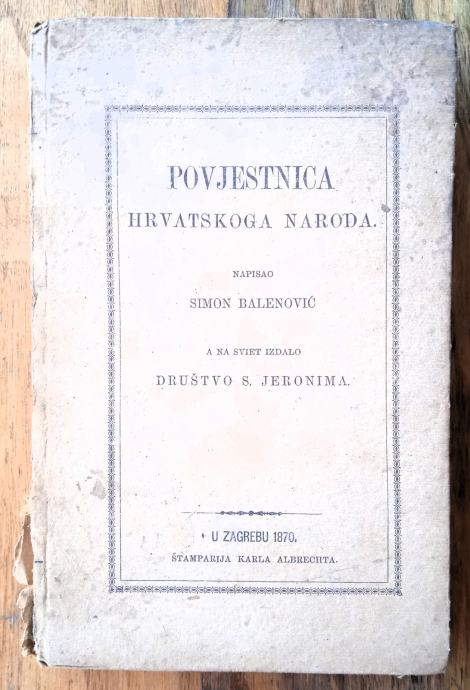 POVJESTNICA
HRVATSKOGA NARODA.
NAPISAO
SIMON BALENOVIĆ
A NA SVIET IZDALO
DRUŠTVO S. JERONIMA.
U ZAGREBU 1870.
ŠTAMPARIJA KARLA ALBRECHTA.